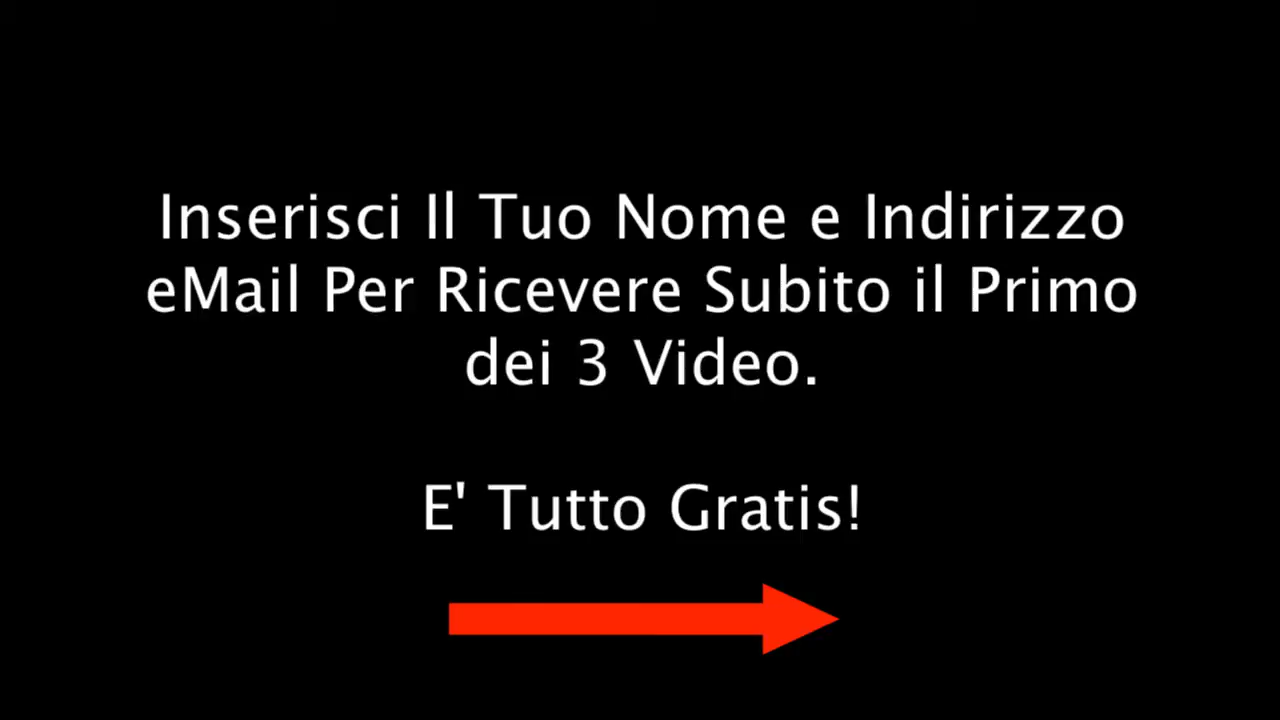 Inserisci Il Tuo Nome e Indirizzo
eMail Per Ricevere Subito il Primo
dei 3 Video.
E' Tutto Gratis!